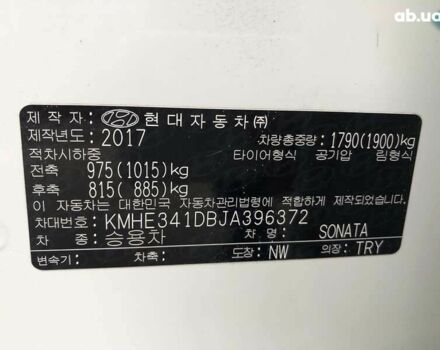 ab.ua
제 작 자 : 현대자동차㈜
제작년도: 2017 차량총중량: 1790(1900)kg
적차시하중 타이어형식 공기압 림형식
전축 975(1015)kg
후축 815( 885)kg
이 자동차는 대한민국 자동차관리법령에 적합하게 제작되었습니다.
차대번호: KMHE341DBJA396372
차 종: 승용차 차 명: SONATA
변속기: 축: 도장: NW 의장: TRY